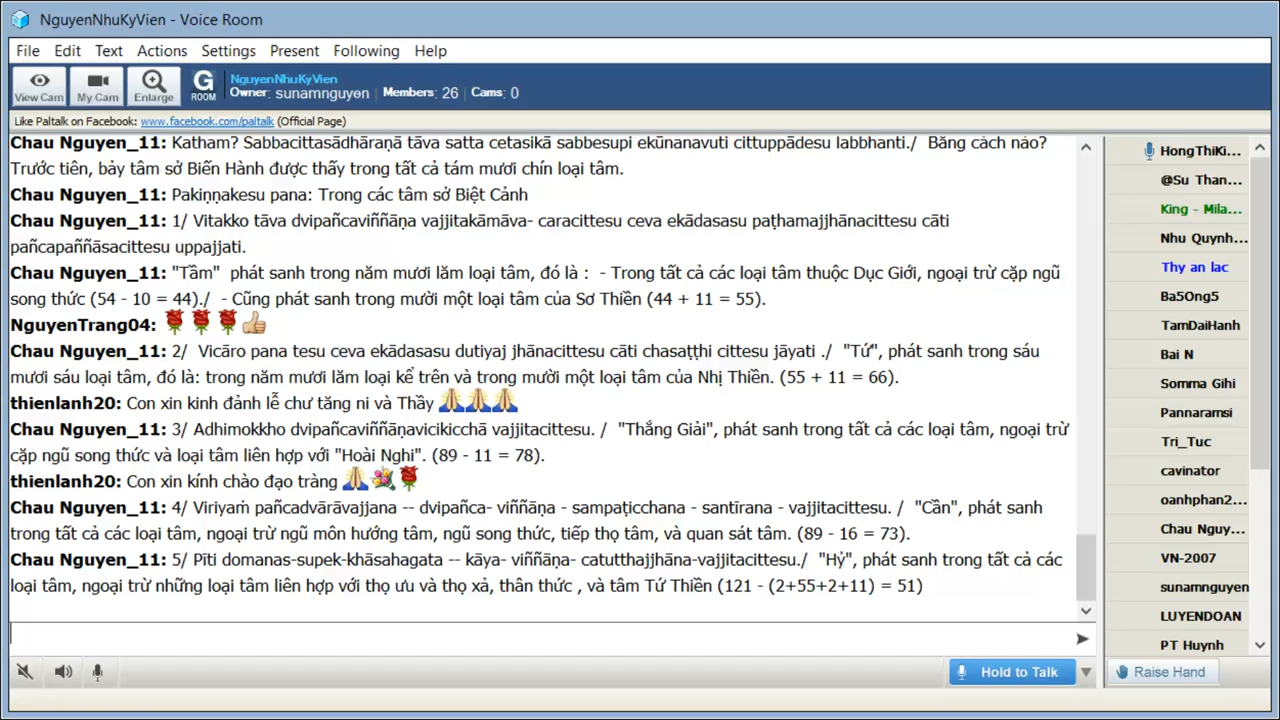 NguyenNhuKyVien - Voice Room
File Edit Text Actions Settings Present Following Help
View Cam My Cam Enlarge G ROOM NguyenNhuKyVien
Owner: sunamnguyen Members: 26 Cams: 0
Like Paltalk on Facebook: www.facebook.com/paltalk (Official Page)
Chau Nguyen_11: Katham? Sabbacittasādhāraṇā tāva satta cetasikā sabbesupi ekūnanavuti cittuppādesu labbhanti./ Bằng cách nào?
Trước tiên, bảy tâm sở Biến Hành được thấy trong tất cả tám mươi chín loại tâm.
Chau Nguyen_11: Pakiṇṇakesu pana: Trong các tâm sở Biệt Cảnh
Chau Nguyen_11: 1/ Vitakko tāva dvipañcaviññāṇa vajjitakāmāva- caracittesu ceva ekādasasu paṭhamajjhānacittesu cāti
pañcapaññāsacittesu uppajjati.
Chau Nguyen_11: "Tầm" phát sanh trong năm mươi lăm loại tâm, đó là : - Trong tất cả các loại tâm thuộc Dục Giới, ngoại trừ cặp ngũ
song thức (54 - 10 = 44)./ - Cũng phát sanh trong mười một loại tâm của Sơ Thiền (44 + 11 = 55).
NguyenTrang04: 🌹🌹🌹👍
Chau Nguyen_11: 2/ Vicāro pana tesu ceva ekādasasu dutiyaj jhānacittesu cāti chasaṭṭhi cittesu jāyati ./ "Tứ", phát sanh trong sáu
mươi sáu loại tâm, đó là: trong năm mươi lăm loại kể trên và trong mười một loại tâm của Nhị Thiền. (55 + 11 = 66).
thienlanh20: Con xin kinh đảnh lễ chư tăng ni và Thầy 🙏🙏🙏
Chau Nguyen_11: 3/ Adhimokkho dvipañcaviññāṇavicikicchā vajjitacittesu. / "Thắng Giải", phát sanh trong tất cả các loại tâm, ngoại trừ
cặp ngũ song thức và loại tâm liên hợp với "Hoài Nghi". (89 - 11 = 78).
thienlanh20: Con xin kính chào đạo tràng 🙏💐🌹
Chau Nguyen_11: 4/ Viriyaṁ pañcadvārāvajjana -- dvipañca- viññāṇa - sampaṭicchana - santīrana - vajjitacittesu. / "Cần", phát sanh
trong tất cả các loại tâm, ngoại trừ ngũ môn hướng tâm, ngũ song thức, tiếp thọ tâm, và quan sát tâm. (89 - 16 = 73).
Chau Nguyen_11: 5/ Pīti domanas-supek-khāsahagata -- kāya- viññāṇa- catutthajjhāna-vajjitacittesu./ "Hỷ", phát sanh trong tất cả các
loại tâm, ngoại trừ những loại tâm liên hợp với thọ ưu và thọ xả, thân thức , và tâm Tứ Thiền (121 - (2+55+2+11) = 51)
Hold to Talk
HongThiKi...
@Su Than...
King - Mila...
Nhu Quynh...
Thy an lac
Ba5Ong5
TamDaiHanh
Bai N
Somma Gihi
Pannaramsi
Tri_Tuc
cavinator
oanhphan2...
Chau Nguy...
VN-2007
sunamnguyen
LUYENDOAN
PT Huynh
Raise Hand